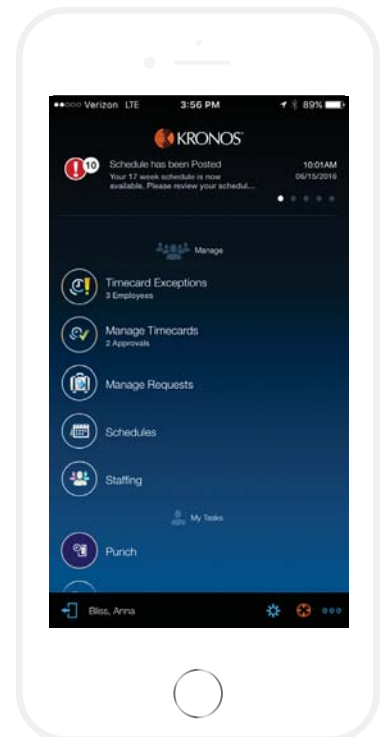 Verizon LTE 3:56 PM 89%
KRONOS
10 Schedule has been Posted 10:01AM
Your 17 week schedule is now 06/15/2016
available. Please review your schedul...
Manage
Timecard Exceptions
3 Employees
Manage Timecards
2 Approvals
Manage Requests
Schedules
Staffing
My Tasks
Punch
Bliss, Anna